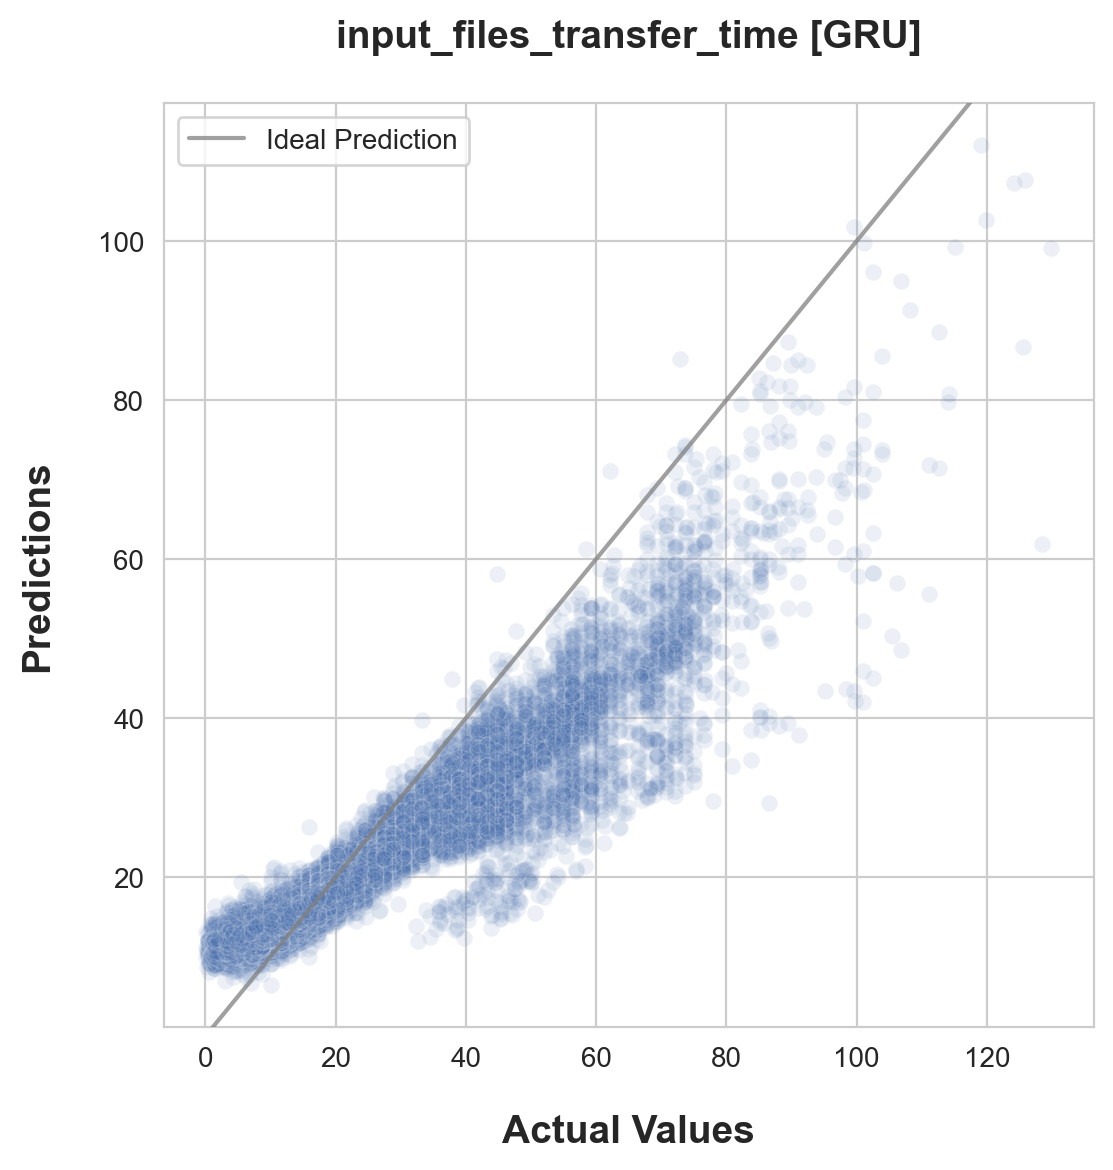 input_files_transfer_time [GRU]
Ideal Prediction
100
80
60
40
20
Predictions
0 20 40 60 80 100 120
Actual Values